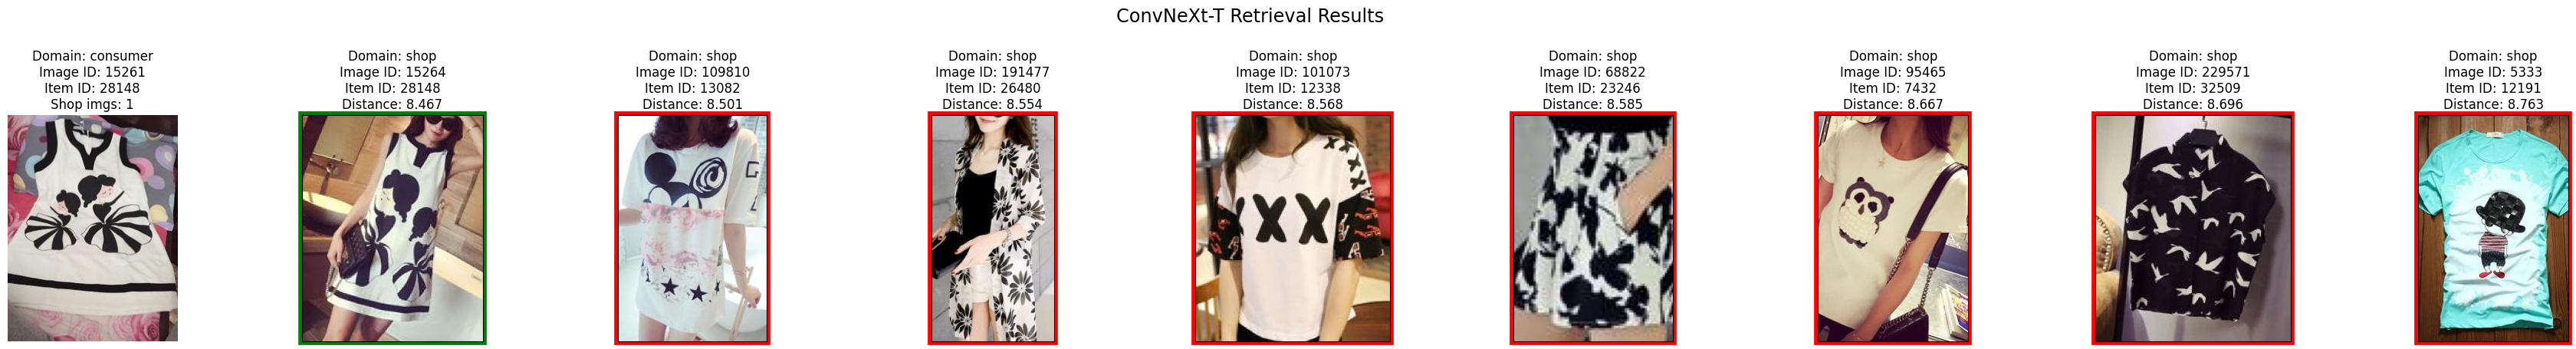 ConvNeXt-T Retrieval Results
Domain: consumer
Image ID: 15261
Item ID: 28148
Shop imgs: 1
Domain: shop
Image ID: 15264
Item ID: 28148
Distance: 8.467
Domain: shop
Image ID: 109810
Item ID: 13082
Distance: 8.501
Domain: shop
Image ID: 191477
Item ID: 26480
Distance: 8.554
Domain: shop
Image ID: 101073
Item ID: 12338
Distance: 8.568
Domain: shop
Image ID: 68822
Item ID: 23246
Distance: 8.585
Domain: shop
Image ID: 95465
Item ID: 7432
Distance: 8.667
Domain: shop
Image ID: 229571
Item ID: 32509
Distance: 8.696
Domain: shop
Image ID: 5333
Item ID: 12191
Distance: 8.763
XXX